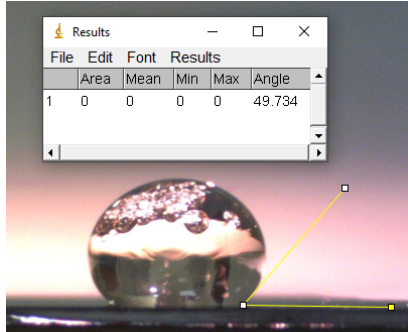 Results
File Edit Font Results
Area Mean Min Max Angle
1 0 0 0 0 49.734